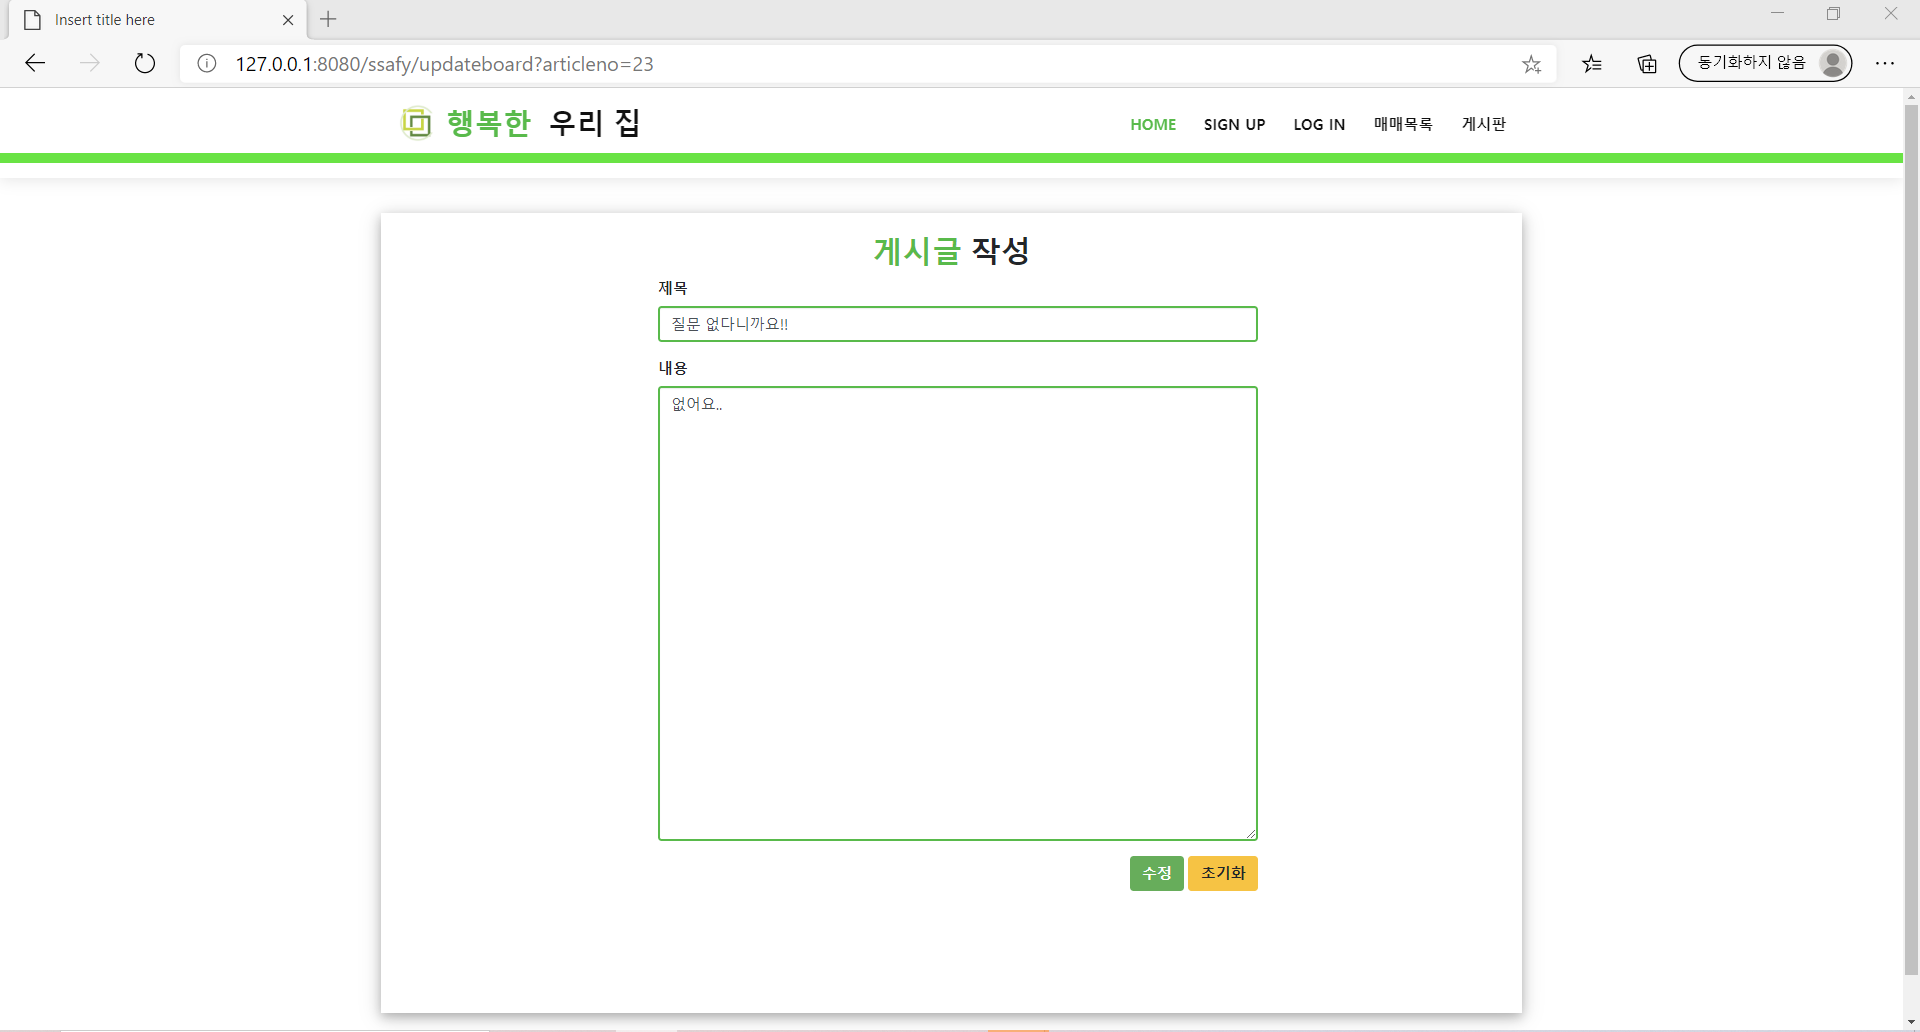 Insert title here
127.0.0.1:8080/ssafy/updateboard?articleno=23
동기화하지 않음
행복한 우리 집
HOME SIGN UP LOG IN 매매목록 게시판
게시글 작성
제목
질문 없다니까요!!
내용
없어요..
수정 초기화